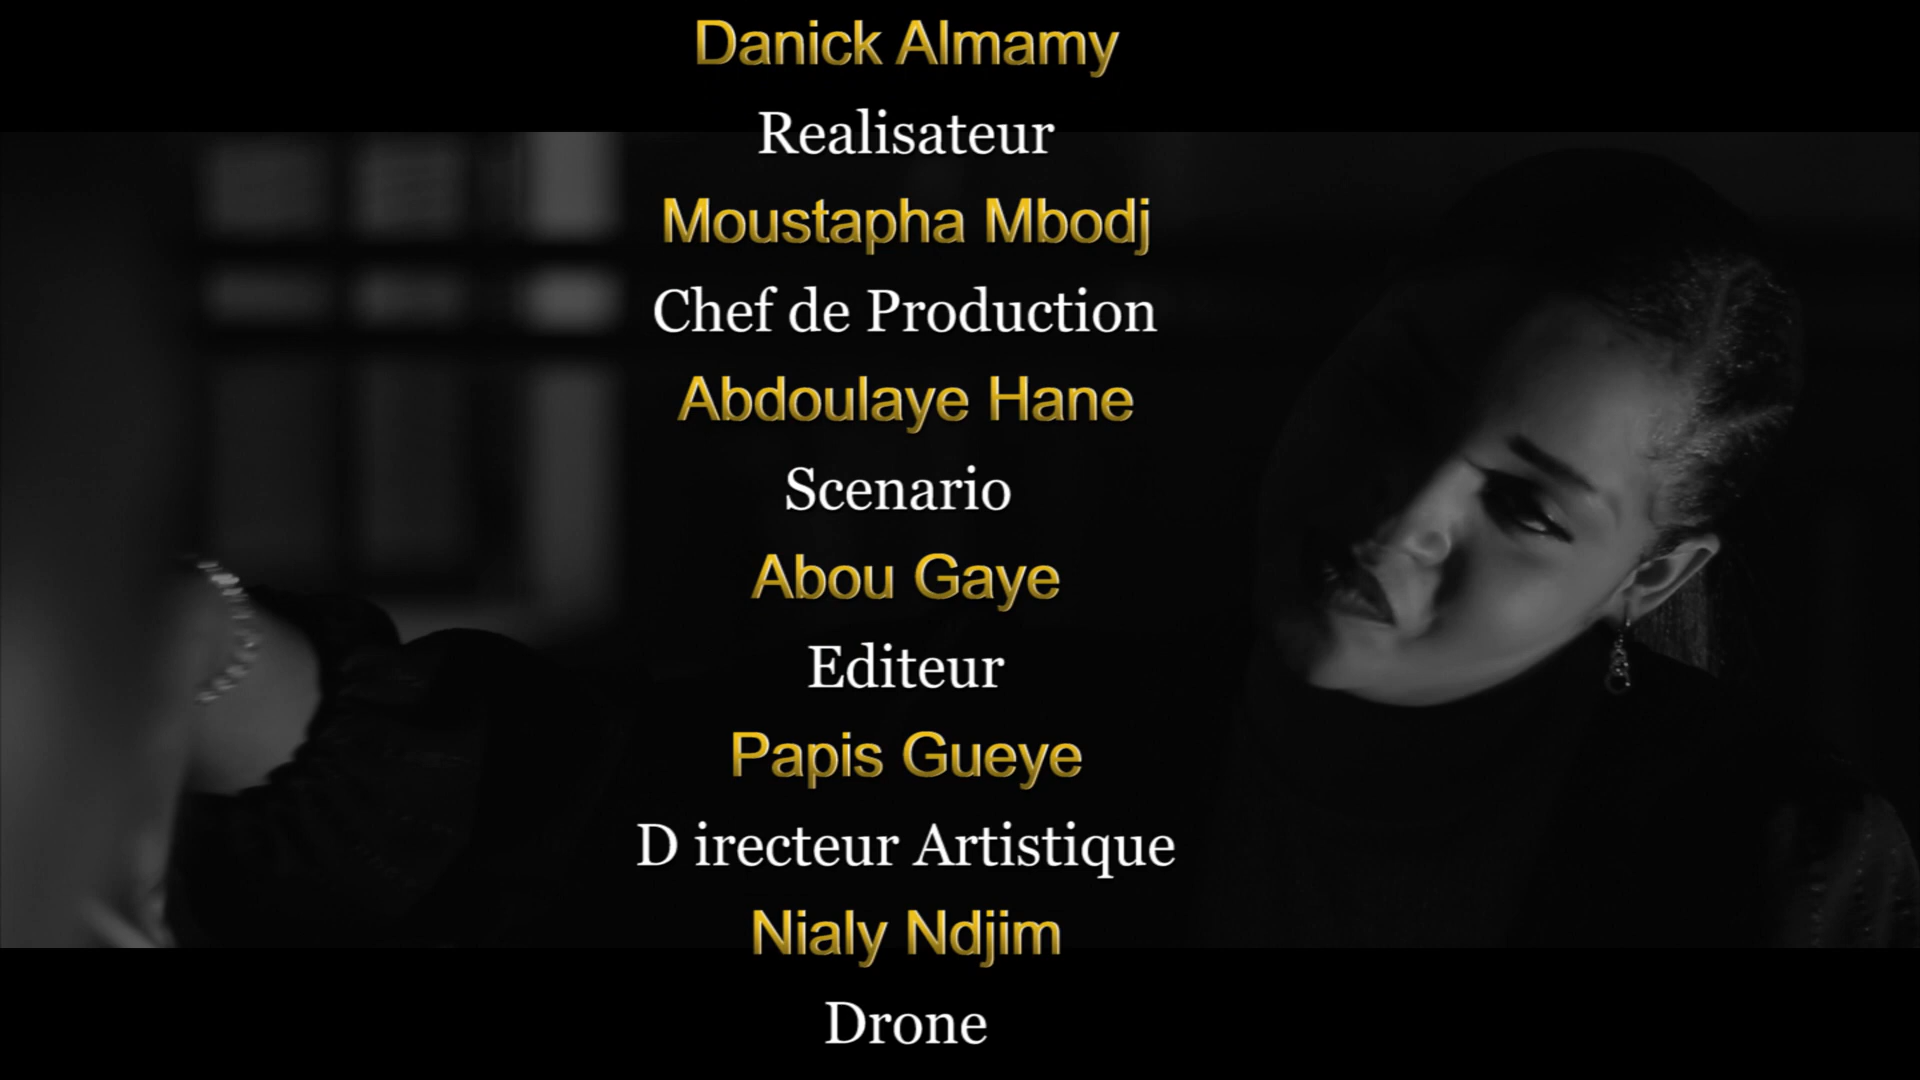 Danick Almamy
Realisateur
Moustapha Mbodj
Chef de Production
Abdoulaye Hane
Scenario
Abou Gaye
Editeur
Papis Gueye
D irecteur Artistique
Nialy Ndjim
Drone